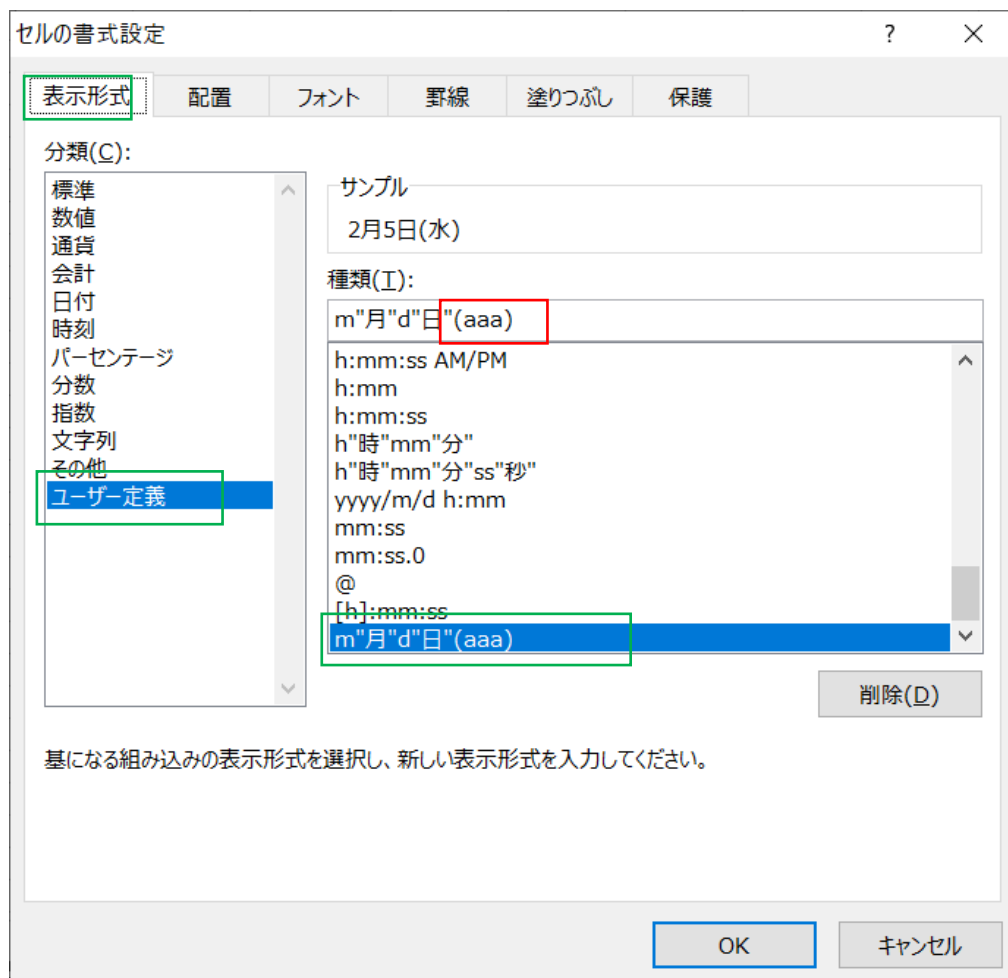 セルの書式設定 ? ×
表示形式 配置 フォント 罫線 塗りつぶし 保護
分類(C):
標準
数値
通貨
会計
日付
時刻
パーセンテージ
分数
指数
文字列
その他
ユーザー定義
サンプル
2月5日(水)
種類(T):
m"月"d"日"(aaa)
h:mm:ss AM/PM
h:mm
h:mm:ss
h"時"mm"分"
h"時"mm"分"ss"秒"
yyyy/m/d h:mm
mm:ss
mm:ss.0
@
[h]:mm:ss
m"月"d"日"(aaa)
削除(D)
基になる組み込みの表示形式を選択し、新しい表示形式を入力してください。
OK キャンセル